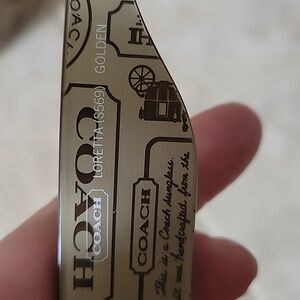 COACH
LORETTA (S569) GOLDEN
COACH
COACH
COACH
This is a Coach sunglass.
It was handcrafted from the